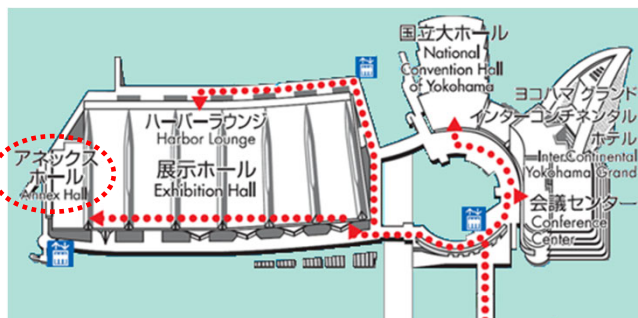 国立大ホール
National
Convention Hall
of Yokohama
ヨコハマ グランド
インターコンチネンタル
ホテル
InterContinental
Yokohama Grand
ハーバーラウンジ
Harbor Lounge
アネックス
ホール
Annex Hall
展示ホール
Exhibition Hall
会議センター
Conference
Center